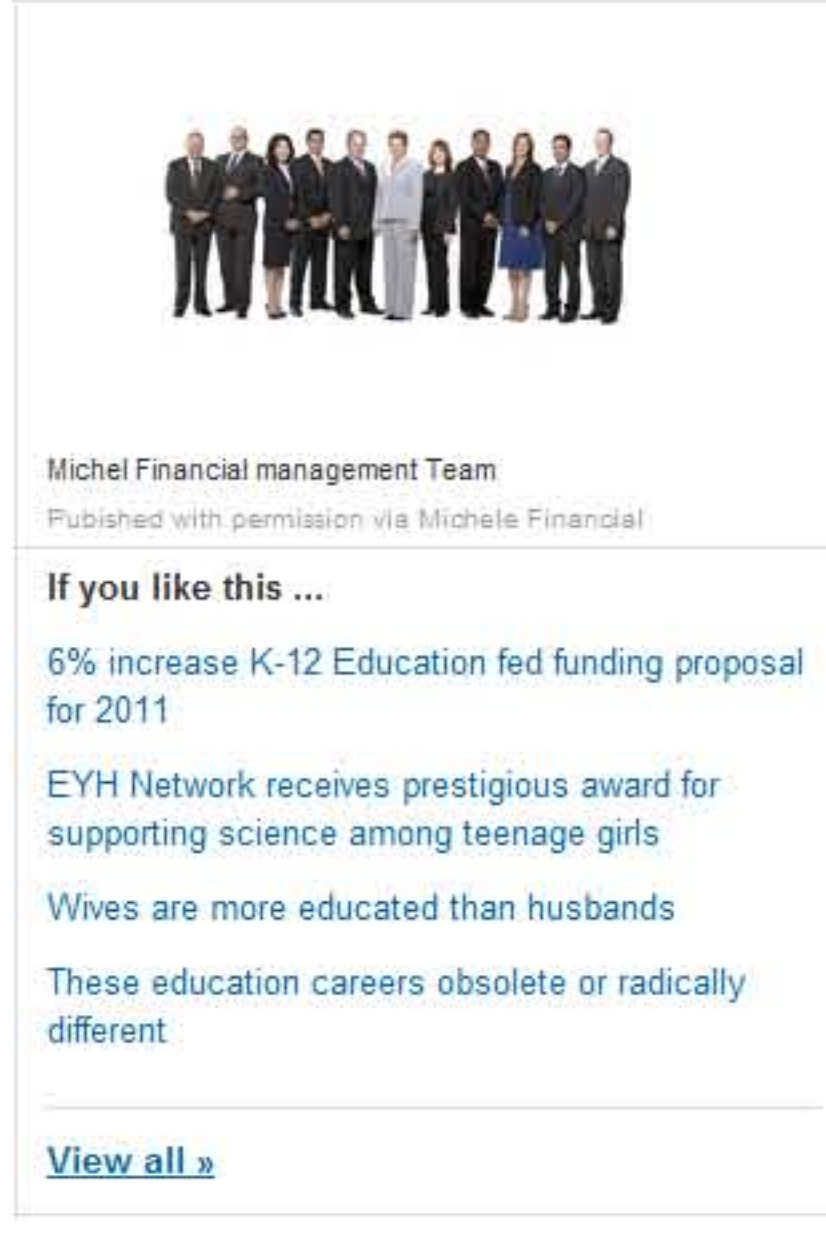 Michel Financial management Team
Pubished with permission via Michele Financial
If you like this ...
6% increase K-12 Education fed funding proposal
for 2011
EYH Network receives prestigious award for
supporting science among teenage girls
Wives are more educated than husbands
These education careers obsolete or radically
different
View all »